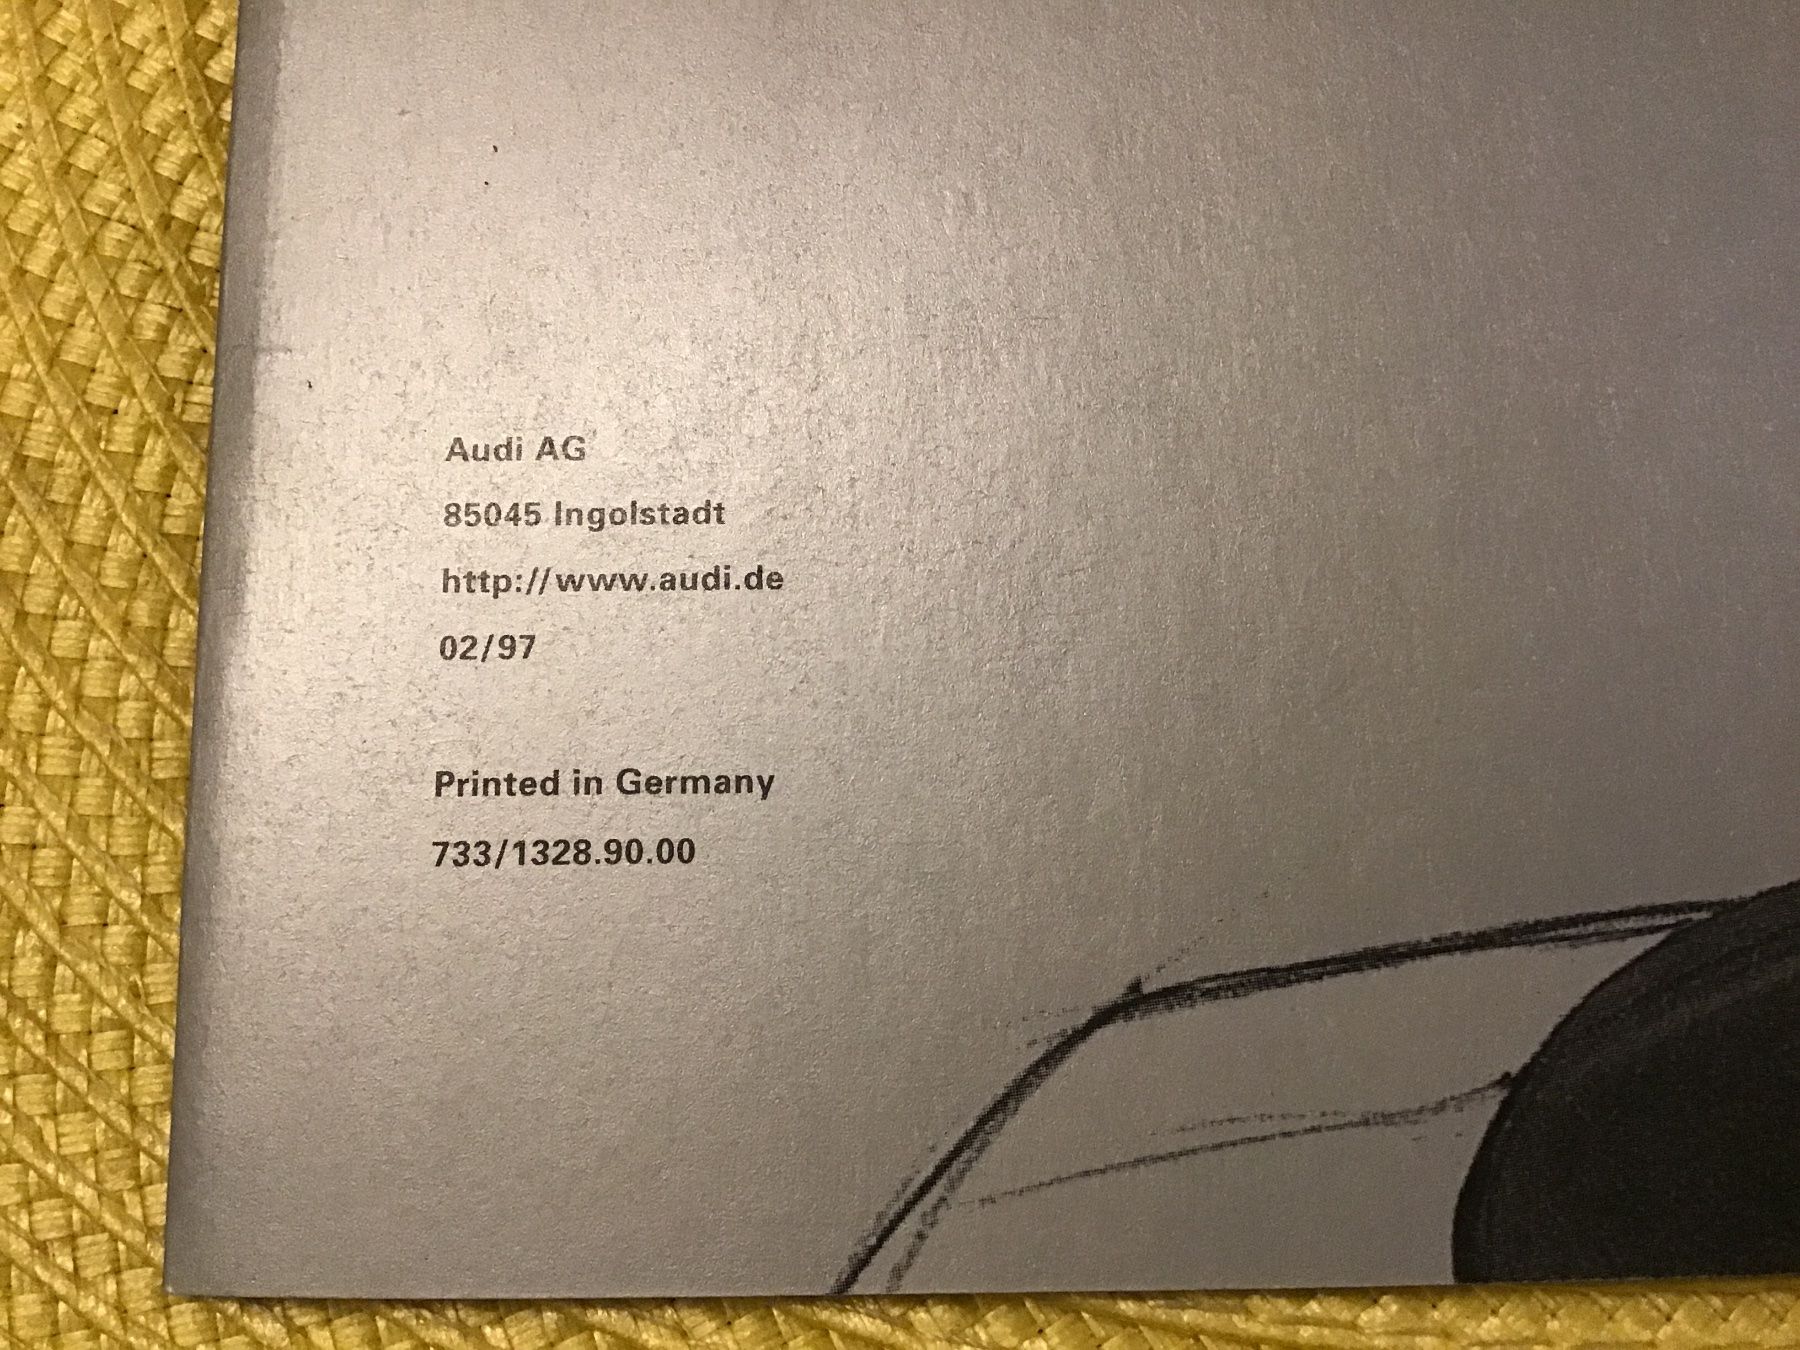 Audi AG
85045 Ingolstadt
http://www.audi.de
02/97
Printed in Germany
733/1328.90.00